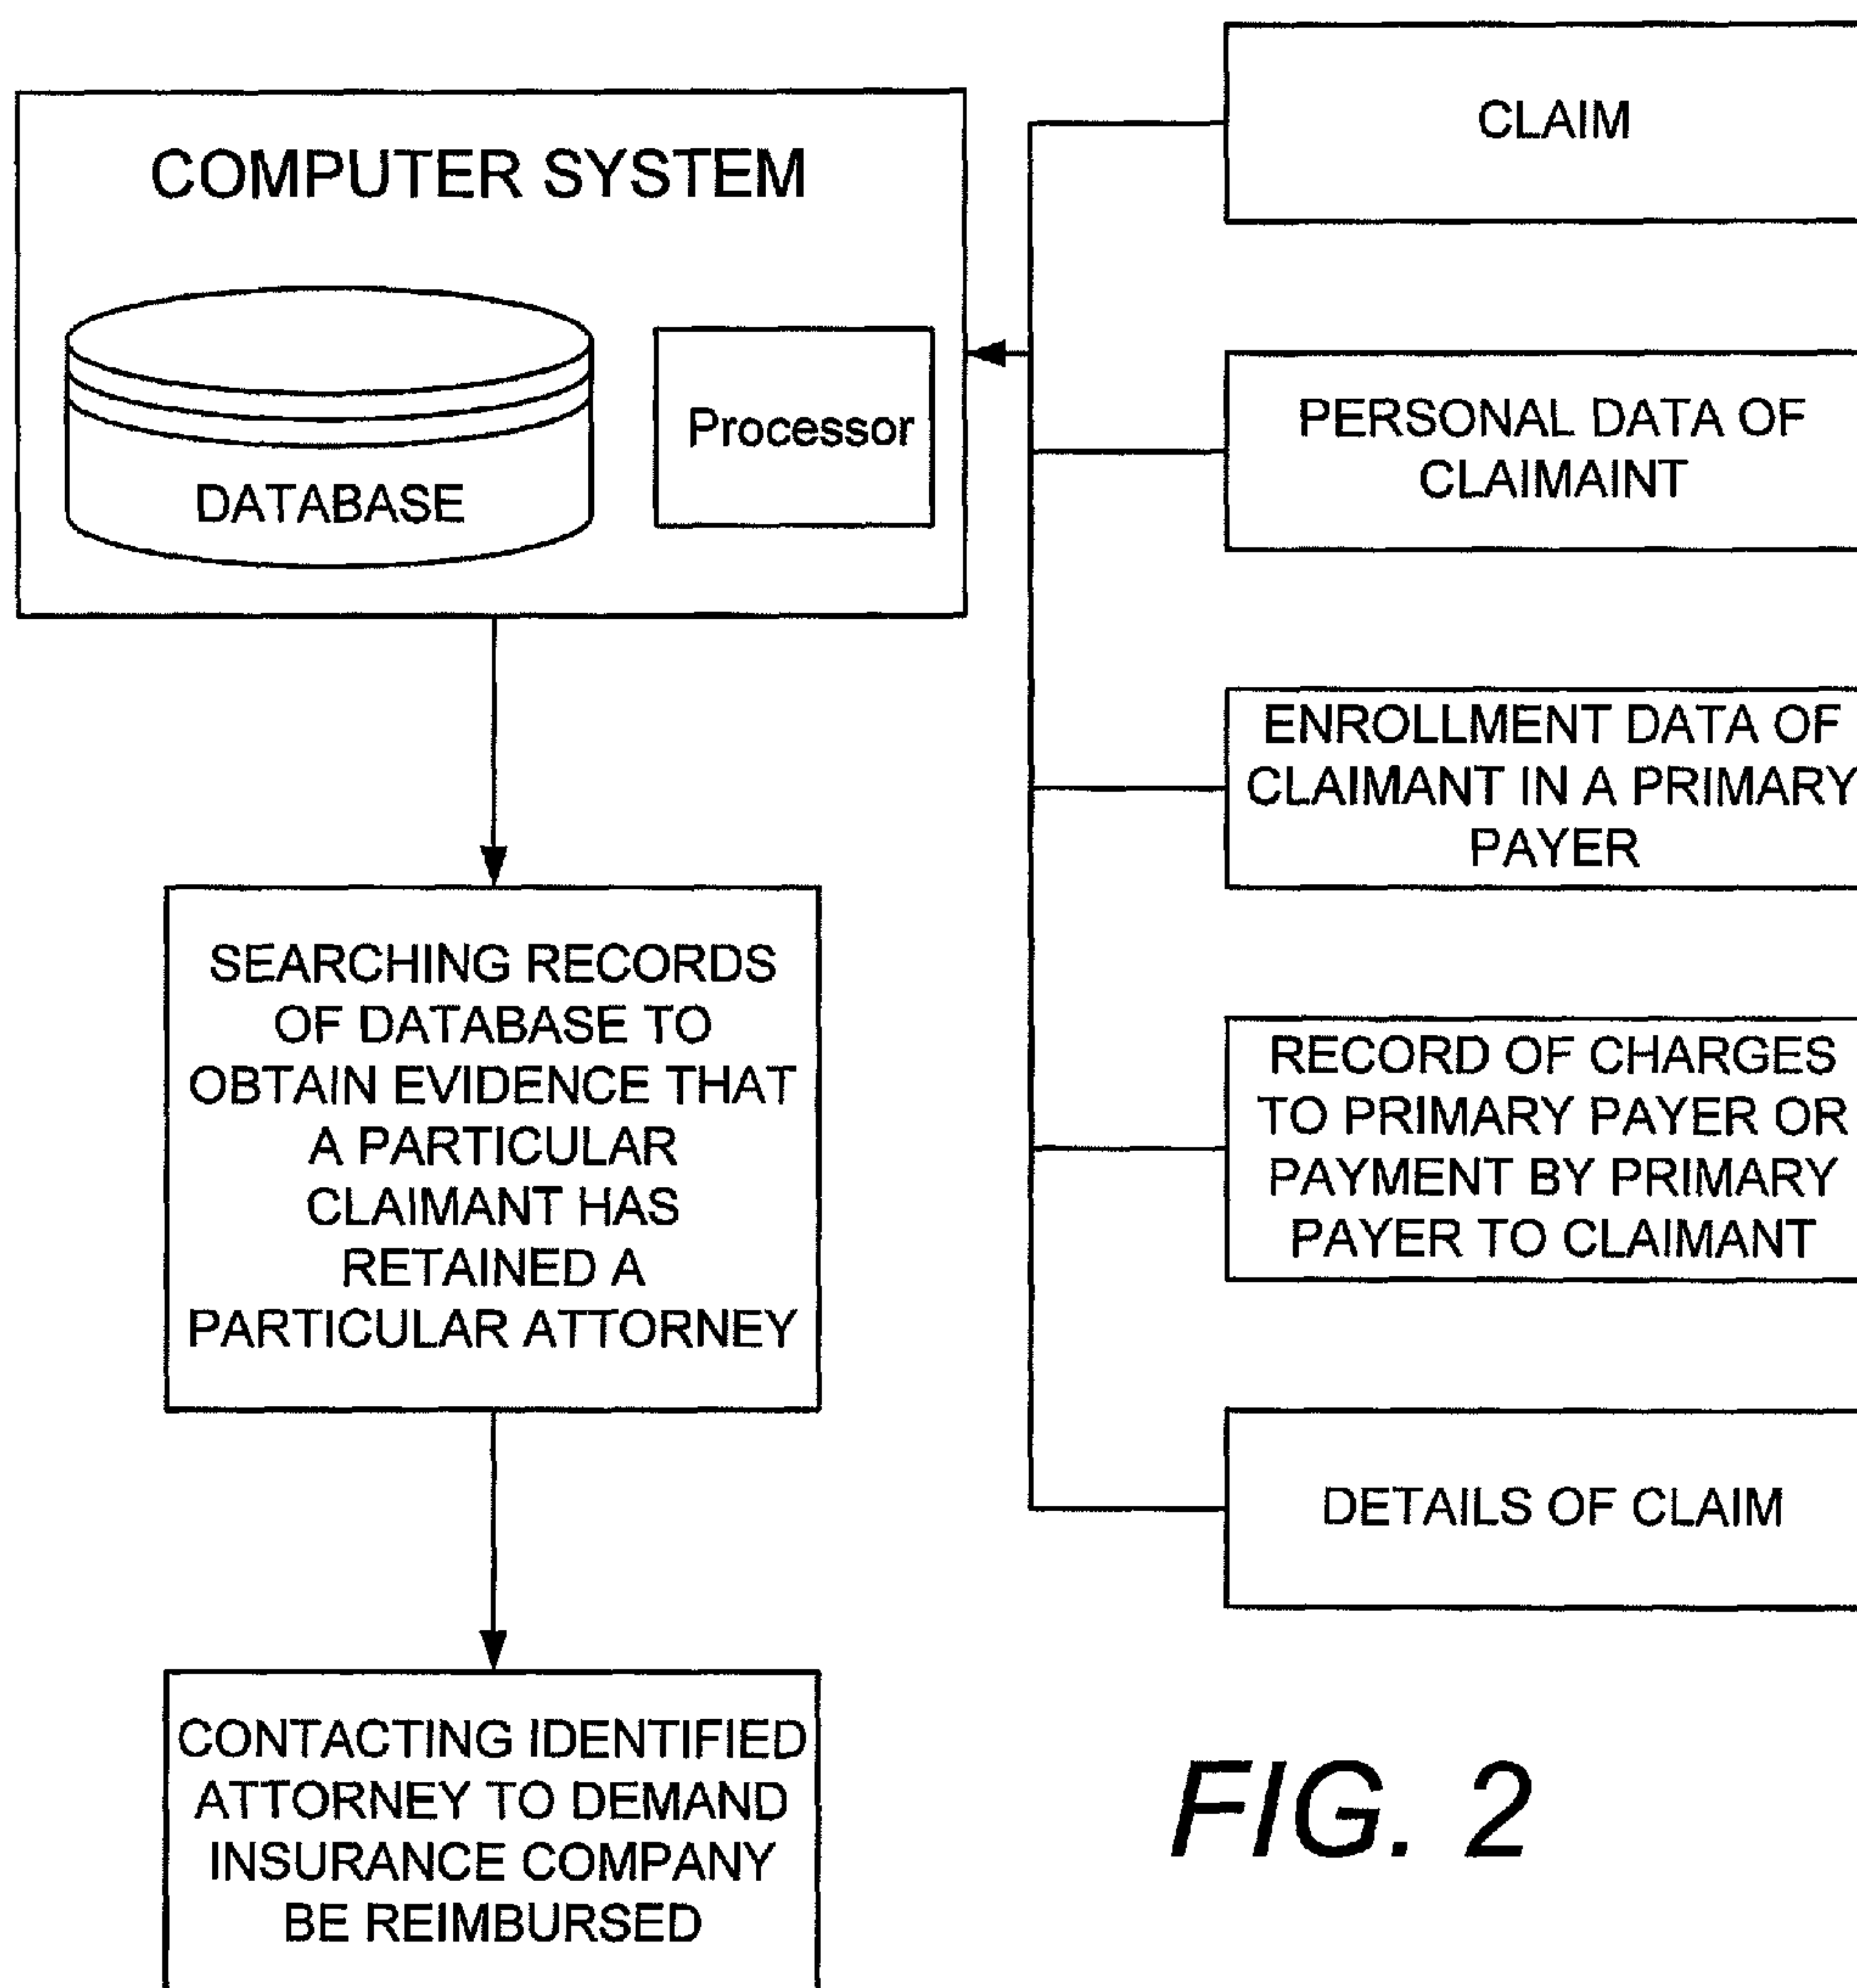 COMPUTER SYSTEM
DATABASE
Processor
SEARCHING RECORDS
OF DATABASE TO
OBTAIN EVIDENCE THAT
A PARTICULAR
CLAIMANT HAS
RETAINED A
PARTICULAR ATTORNEY
CONTACTING IDENTIFIED
ATTORNEY TO DEMAND
INSURANCE COMPANY
BE REIMBURSED
CLAIM
PERSONAL DATA OF
CLAIMAINT
ENROLLMENT DATA OF
CLAIMANT IN A PRIMARY
PAYER
RECORD OF CHARGES
TO PRIMARY PAYER OR
PAYMENT BY PRIMARY
PAYER TO CLAIMANT
DETAILS OF CLAIM
FIG. 2